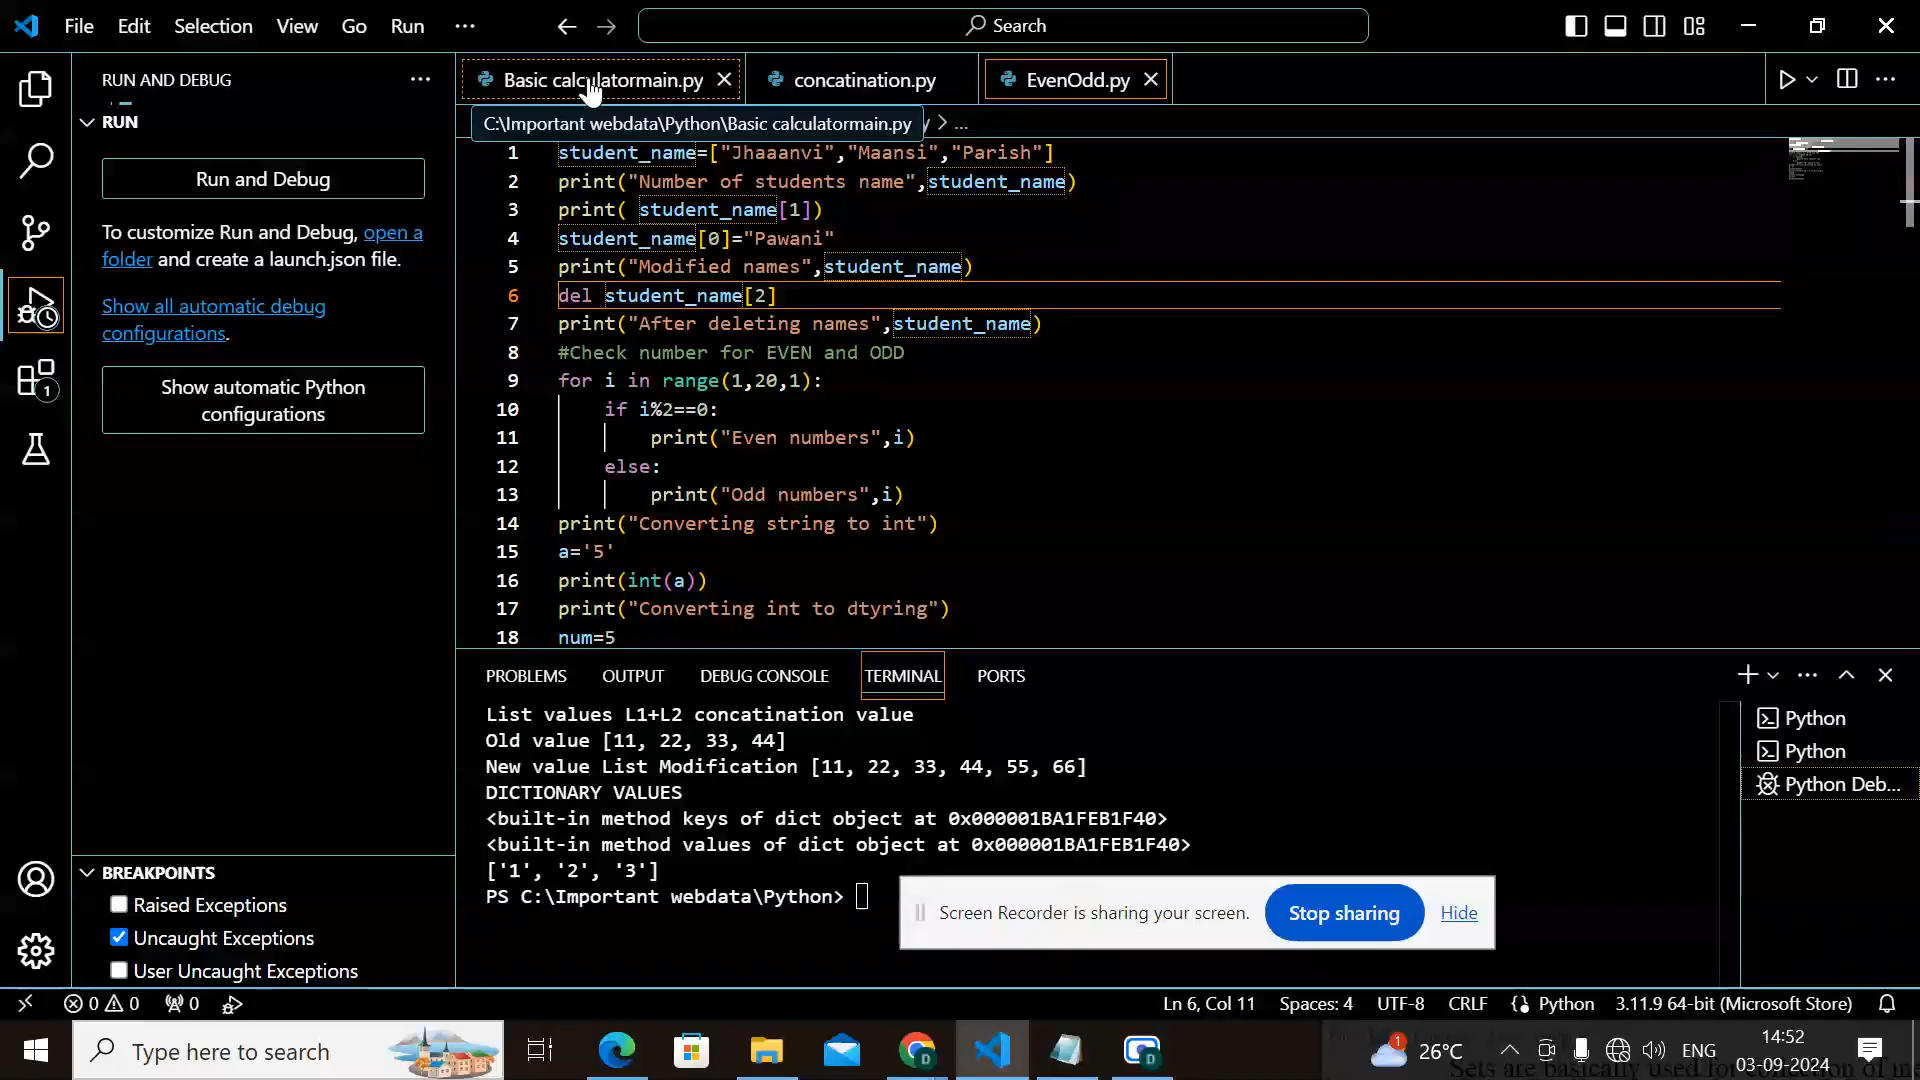 File Edit Selection View Go Run ···
Search
RUN AND DEBUG ···
RUN
Run and Debug
To customize Run and Debug, open a
folder and create a launch.json file.
Show all automatic debug
configurations.
Show automatic Python
configurations
1
BREAKPOINTS
Raised Exceptions
Uncaught Exceptions
User Uncaught Exceptions
Basic calculatormain.py
concatination.py
EvenOdd.py
C:\Important webdata\Python\Basic calculatormain.py
> ...
1 student_name=["Jhaaanvi","Maansi","Parish"]
2 print("Number of students name",student_name)
3 print( student_name[1])
4 student_name[0]="Pawani"
5 print("Modified names",student_name)
6 del student_name[2]
7 print("After deleting names",student_name)
8 #Check number for EVEN and ODD
9 for i in range(1,20,1):
10 if i%2==0:
11 print("Even numbers",i)
12 else:
13 print("Odd numbers",i)
14 print("Converting string to int")
15 a='5'
16 print(int(a))
17 print("Converting int to dtyring")
18 num=5
PROBLEMS OUTPUT DEBUG CONSOLE TERMINAL PORTS
List values L1+L2 concatination value
Old value [11, 22, 33, 44]
New value List Modification [11, 22, 33, 44, 55, 66]
DICTIONARY VALUES
<built-in method keys of dict object at 0x000001BA1FEB1F40>
<built-in method values of dict object at 0x000001BA1FEB1F40>
['1', '2', '3']
PS C:\Important webdata\Python>
Python
Python
Python Deb...
Screen Recorder is sharing your screen. Stop sharing Hide
0 0 0
Ln 6, Col 11 Spaces: 4 UTF-8 CRLF Python 3.11.9 64-bit (Microsoft Store)
Type here to search
1 26°C ENG
14:52
03-09-2024
Sets are basically used for